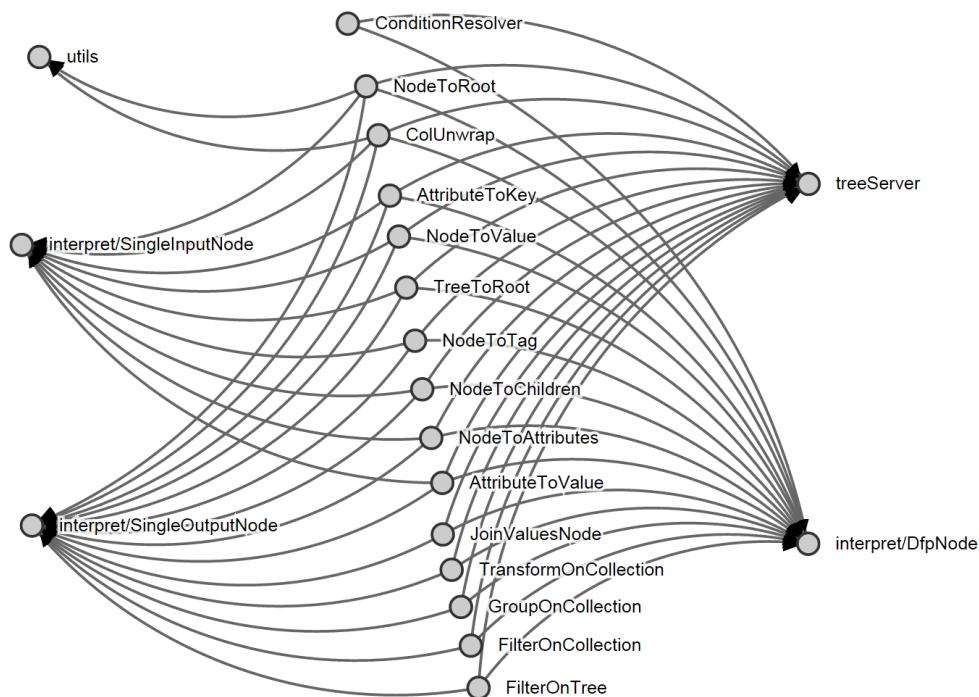 ConditionResolver
utils
NodeToRoot
ColUnwrap
treeServer
AttributeToKey
NodeToValue
interpret/SingleInputNode
TreeToRoot
NodeToTag
NodeToChildren
NodeToAttributes
AttributeToValue
interpret/SingleOutputNode
JoinValuesNode
interpret/DfpNode
TransformOnCollection
GroupOnCollection
FilterOnCollection
FilterOnTree